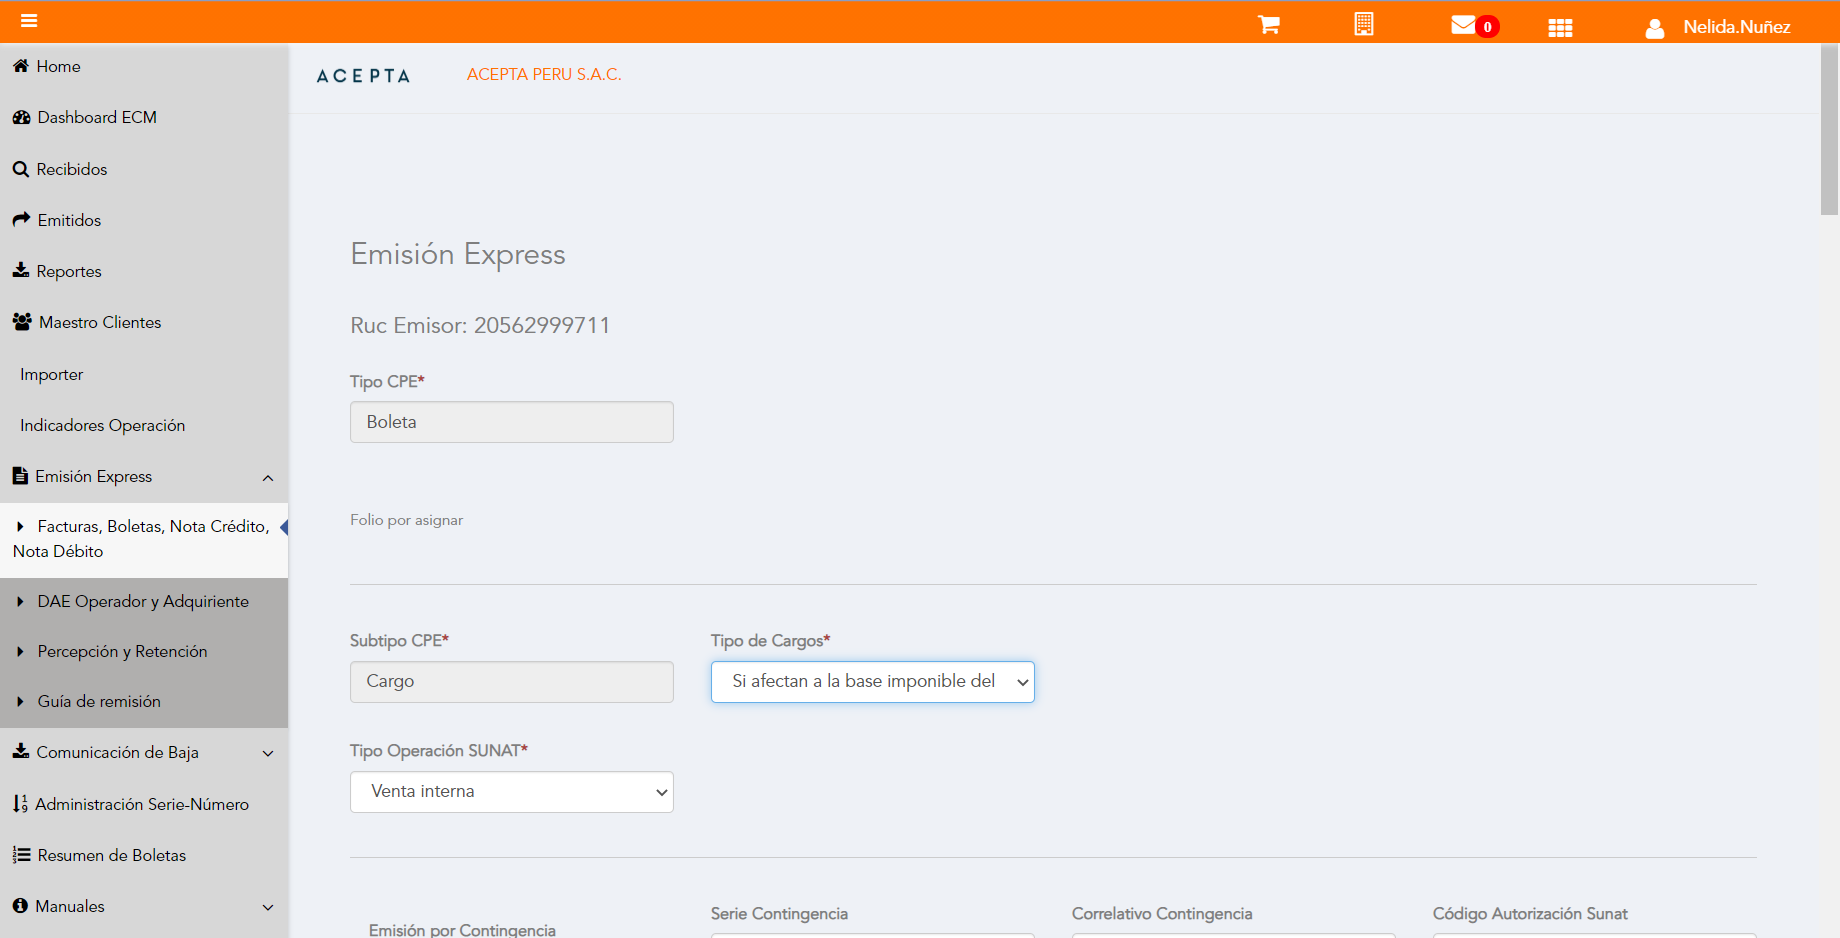 0
Nelida.Nuñez
Home
Dashboard ECM
Recibidos
Emitidos
Reportes
Maestro Clientes
Importer
Indicadores Operación
Emisión Express
Facturas, Boletas, Nota Crédito,
Nota Débito
DAE Operador y Adquiriente
Percepción y Retención
Guía de remisión
Comunicación de Baja
Administración Serie-Número
Resumen de Boletas
Manuales
ACEPTA
ACEPTA PERU S.A.C.
Emisión Express
Ruc Emisor: 20562999711
Tipo CPE*
Boleta
Folio por asignar
Subtipo CPE*
Tipo de Cargos*
Cargo
Si afectan a la base imponible del
Tipo Operación SUNAT*
Venta interna
Emisión por Contingencia
Serie Contingencia
Correlativo Contingencia
Código Autorización Sunat